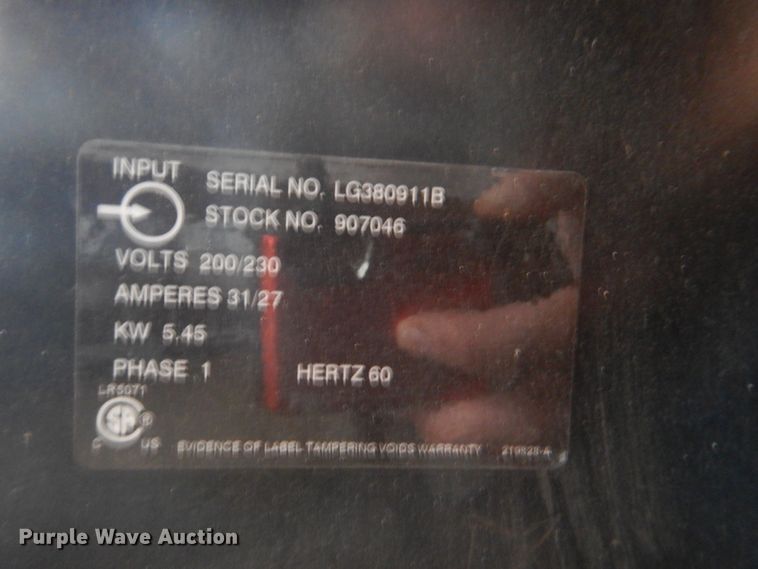 INPUT
SERIAL NO. LG380911B
STOCK NO. 907046
VOLTS 200/230
AMPERES 31/27
KW 5.45
PHASE 1
HERTZ 60
LR5071
SA ®
C US
EVIDENCE OF LABEL TAMPERING VOIDS WARRANTY
Purple Wave Auction